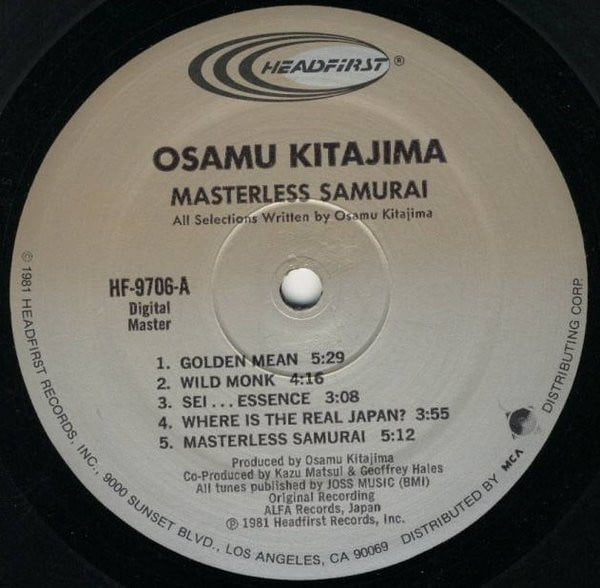 HEADFIRST®
OSAMU KITAJIMA
MASTERLESS SAMURAI
All Selections Written by Osamu Kitajima
HF-9706-A
Digital
Master
1. GOLDEN MEAN 5:29
2. WILD MONK 4:16
3. SEI... ESSENCE 3:08
4. WHERE IS THE REAL JAPAN? 3:55
5. MASTERLESS SAMURAI 5:12
Produced by Osamu Kitajima
Co-Produced by Kazu Matsui & Geoffrey Hales
All tunes published by JOSS MUSIC (BMI)
Original Recording
ALFA Records, Japan
℗ 1981 Headfirst Records, Inc.
© 1981 HEADFIRST RECORDS, INC., 9000 SUNSET BLVD., LOS ANGELES, CA 90069 DISTRIBUTED BY MCA DISTRIBUTING CORP.